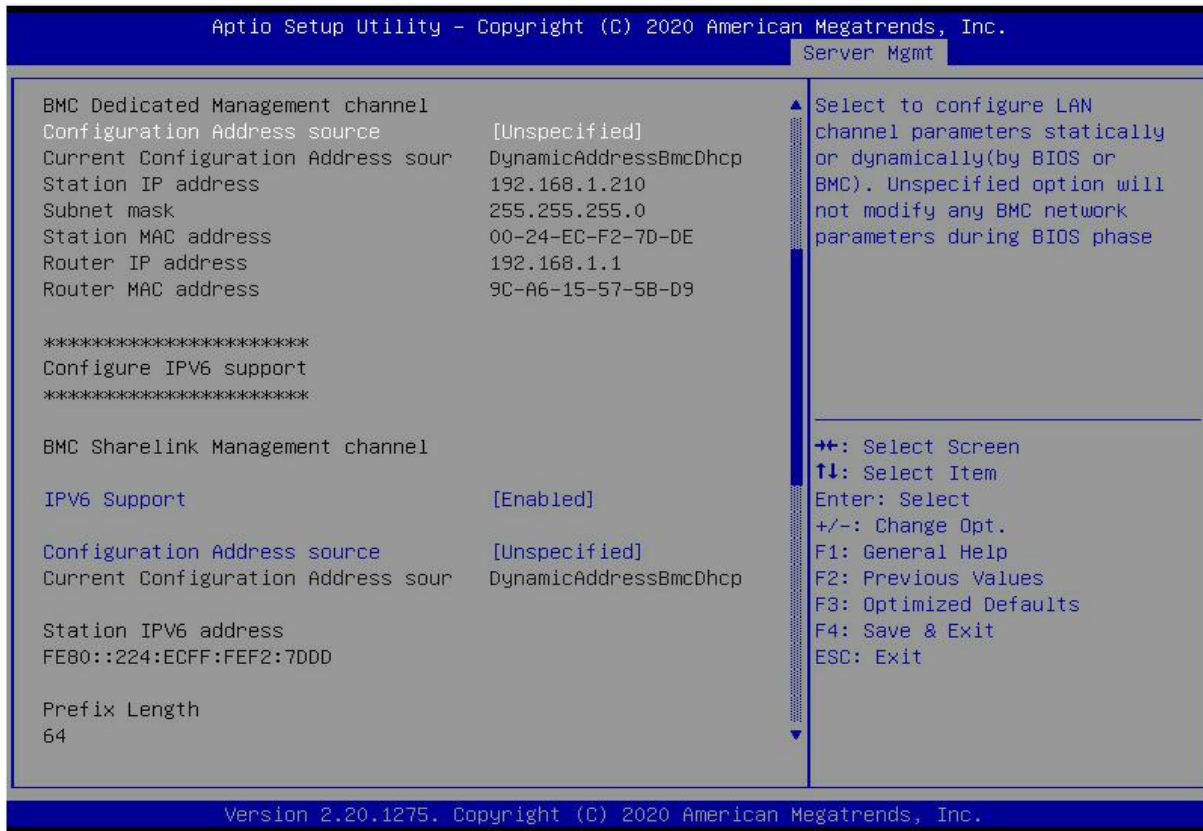 Aptio Setup Utility – Copyright (C) 2020 American Megatrends, Inc.
Server Mgmt
BMC Dedicated Management channel
Configuration Address source [Unspecified]
Current Configuration Address sour DynamicAddressBmcDhcp
Station IP address 192.168.1.210
Subnet mask 255.255.255.0
Station MAC address 00-24-EC-F2-7D-DE
Router IP address 192.168.1.1
Router MAC address 9C-A6-15-57-5B-D9
**********************
Configure IPV6 support
**********************
BMC Sharelink Management channel
IPV6 Support [Enabled]
Configuration Address source [Unspecified]
Current Configuration Address sour DynamicAddressBmcDhcp
Station IPV6 address
FE80::224:ECFF:FEF2:7DDD
Prefix Length
64
Select to configure LAN
channel parameters statically
or dynamically(by BIOS or
BMC). Unspecified option will
not modify any BMC network
parameters during BIOS phase
→←: Select Screen
↑↓: Select Item
Enter: Select
+/-: Change Opt.
F1: General Help
F2: Previous Values
F3: Optimized Defaults
F4: Save & Exit
ESC: Exit
Version 2.20.1275. Copyright (C) 2020 American Megatrends, Inc.